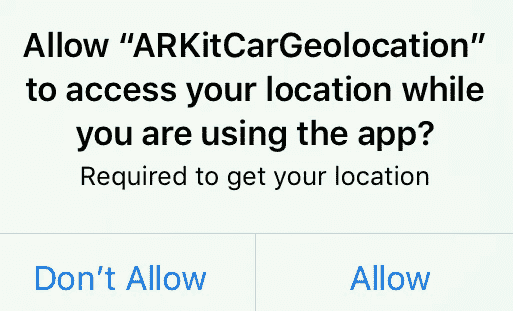 Allow “ARKitCarGeolocation”
to access your location while
you are using the app?
Required to get your location
Don’t Allow
Allow